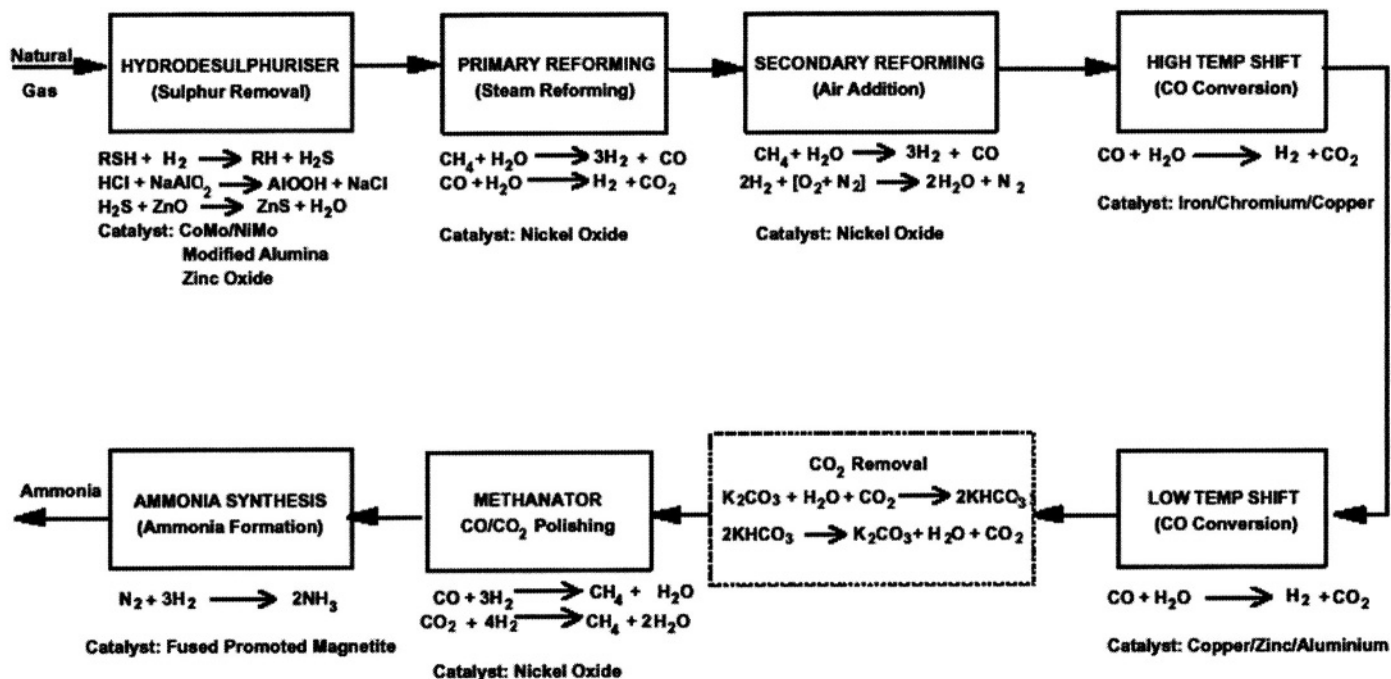 Natural
Gas
HYDRODESULPHURISER
(Sulphur Removal)
RSH + H₂ → RH + H₂S
HCl + NaAlO₂ → AlOOH + NaCl
H₂S + ZnO → ZnS + H₂O
Catalyst: CoMo/NiMo
Modified Alumina
Zinc Oxide
PRIMARY REFORMING
(Steam Reforming)
CH₄ + H₂O → 3H₂ + CO
CO + H₂O → H₂ + CO₂
Catalyst: Nickel Oxide
SECONDARY REFORMING
(Air Addition)
CH₄ + H₂O → 3H₂ + CO
2H₂ + [O₂ + N₂] → 2H₂O + N₂
Catalyst: Nickel Oxide
HIGH TEMP SHIFT
(CO Conversion)
CO + H₂O → H₂ + CO₂
Catalyst: Iron/Chromium/Copper
LOW TEMP SHIFT
(CO Conversion)
CO + H₂O → H₂ + CO₂
Catalyst: Copper/Zinc/Aluminium
CO₂ Removal
K₂CO₃ + H₂O + CO₂ → 2KHCO₃
2KHCO₃ → K₂CO₃ + H₂O + CO₂
METHANATOR
CO/CO₂ Polishing
CO + 3H₂ → CH₄ + H₂O
CO₂ + 4H₂ → CH₄ + 2H₂O
Catalyst: Nickel Oxide
AMMONIA SYNTHESIS
(Ammonia Formation)
N₂ + 3H₂ → 2NH₃
Catalyst: Fused Promoted Magnetite
Ammonia